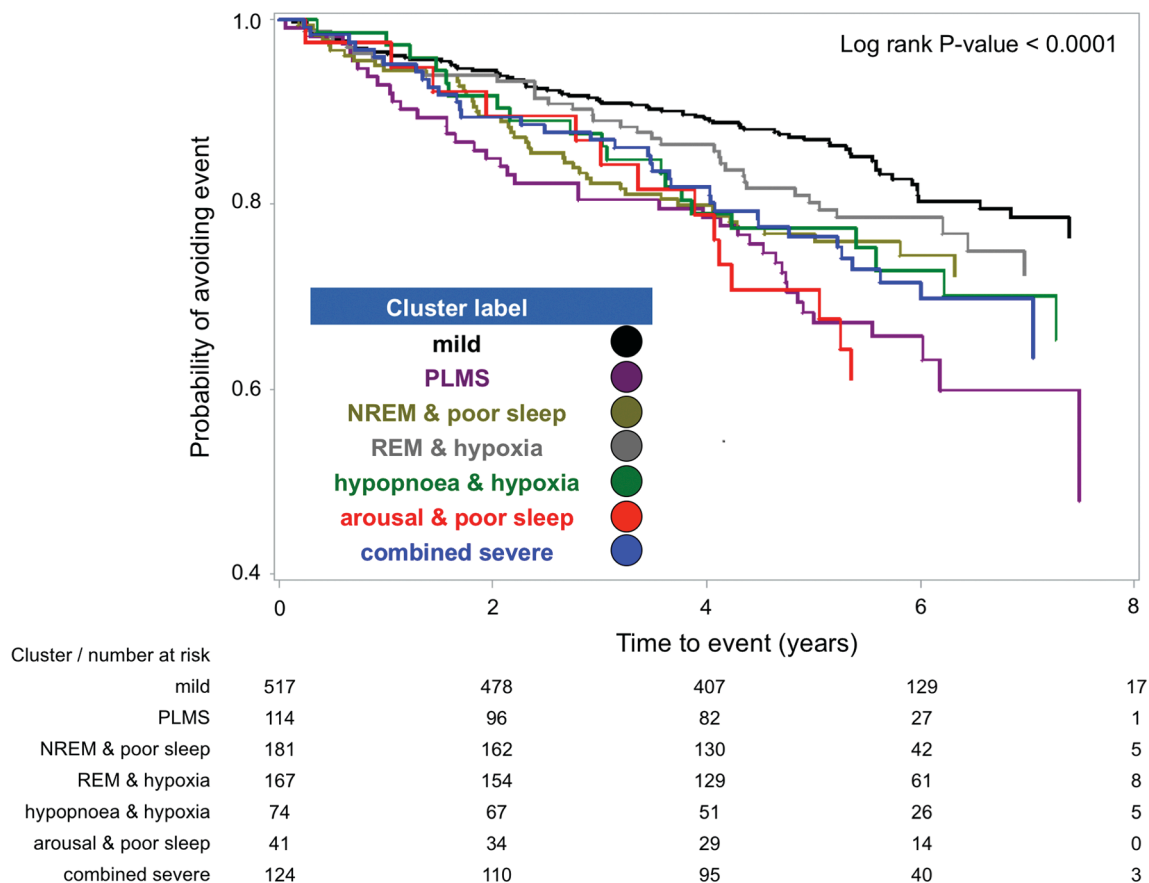 1.0
Log rank P-value < 0.0001
Probability of avoiding event
0.8
Cluster label
mild
PLMS
0.6
NREM & poor sleep
REM & hypoxia
hypopnoea & hypoxia
arousal & poor sleep
combined severe
0.4
0 2 4 6 8
Time to event (years)
Cluster / number at risk
mild 517 478 407 129 17
PLMS 114 96 82 27 1
NREM & poor sleep 181 162 130 42 5
REM & hypoxia 167 154 129 61 8
hypopnoea & hypoxia 74 67 51 26 5
arousal & poor sleep 41 34 29 14 0
combined severe 124 110 95 40 3